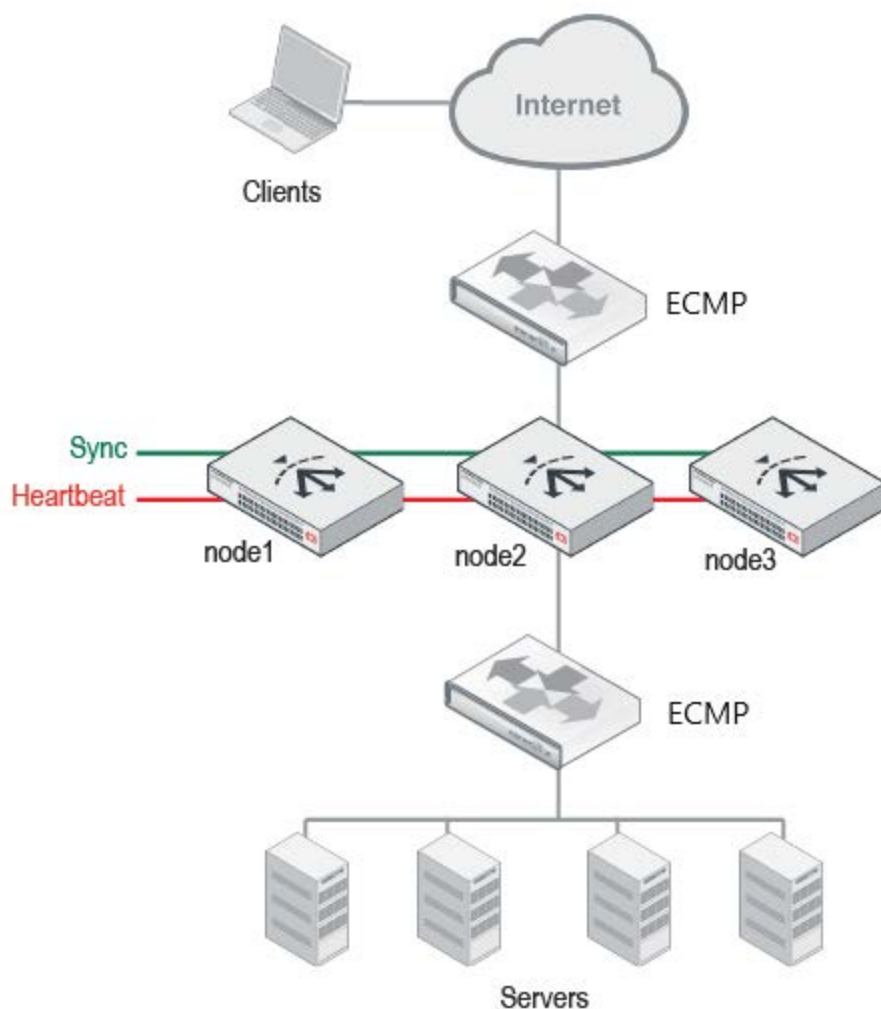 Internet
Clients
ECMP
Sync
Heartbeat
node1
node2
node3
ECMP
Servers